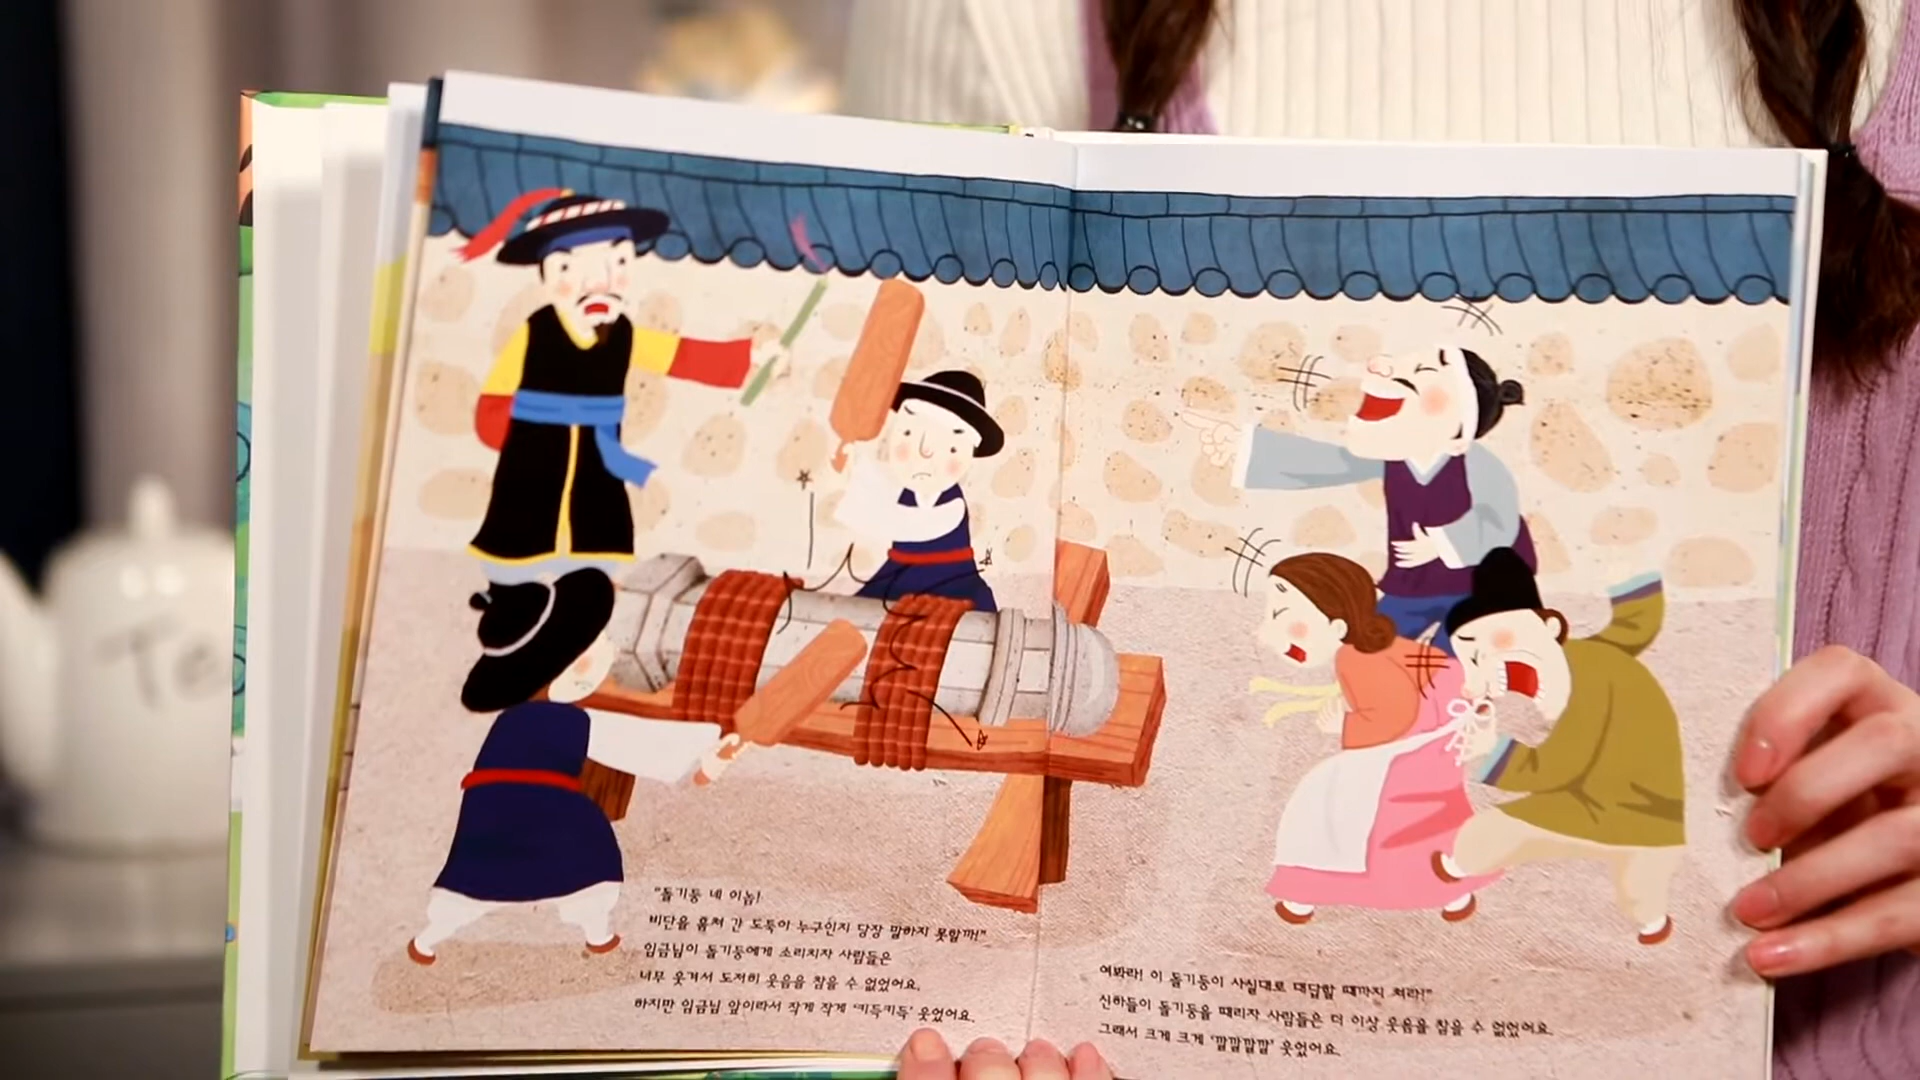 Te
"돌기둥 네 이놈!
비단을 훔쳐 간 도둑이 누구인지 당장 말하지 못할까!"
임금님이 돌기둥에게 소리치자 사람들은
너무 웃겨서 도저히 웃음을 참을 수 없었어요.
하지만 임금님 앞이라서 작게 작게 '키득키득' 웃었어요.
여봐라! 이 돌기둥이 사실대로 대답할 때까지 쳐라!"
신하들이 돌기둥을 때리자 사람들은 더 이상 웃음을 참을 수 없었어요.
그래서 크게 크게 '깔깔깔깔' 웃었어요.